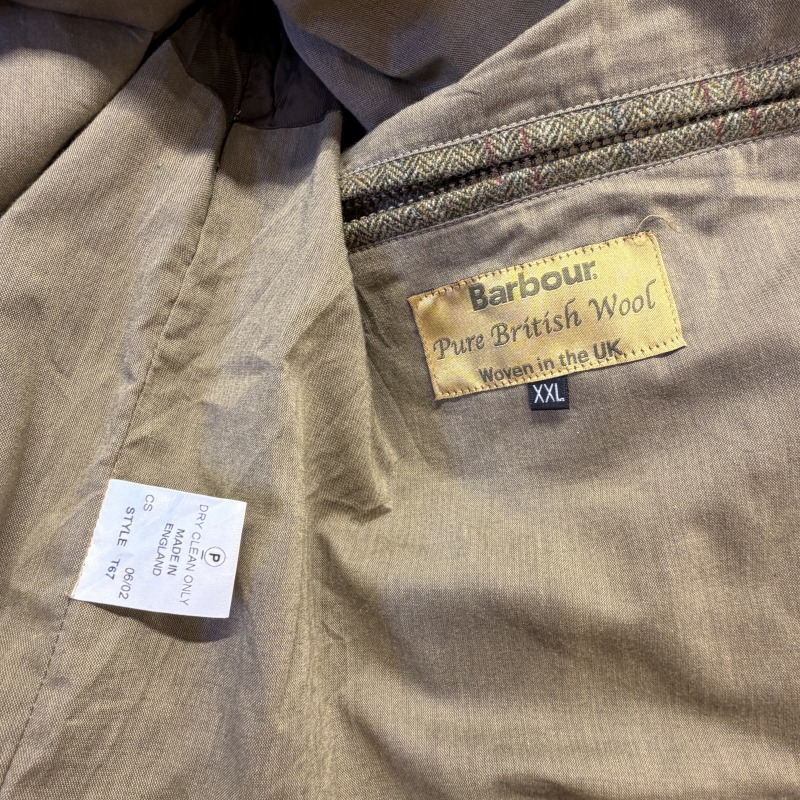 Barbour.
Pure British Wool
Woven in the UK
XXL
P
DRY CLEAN ONLY
MADE IN
ENGLAND
CS
06/02
STYLE T67